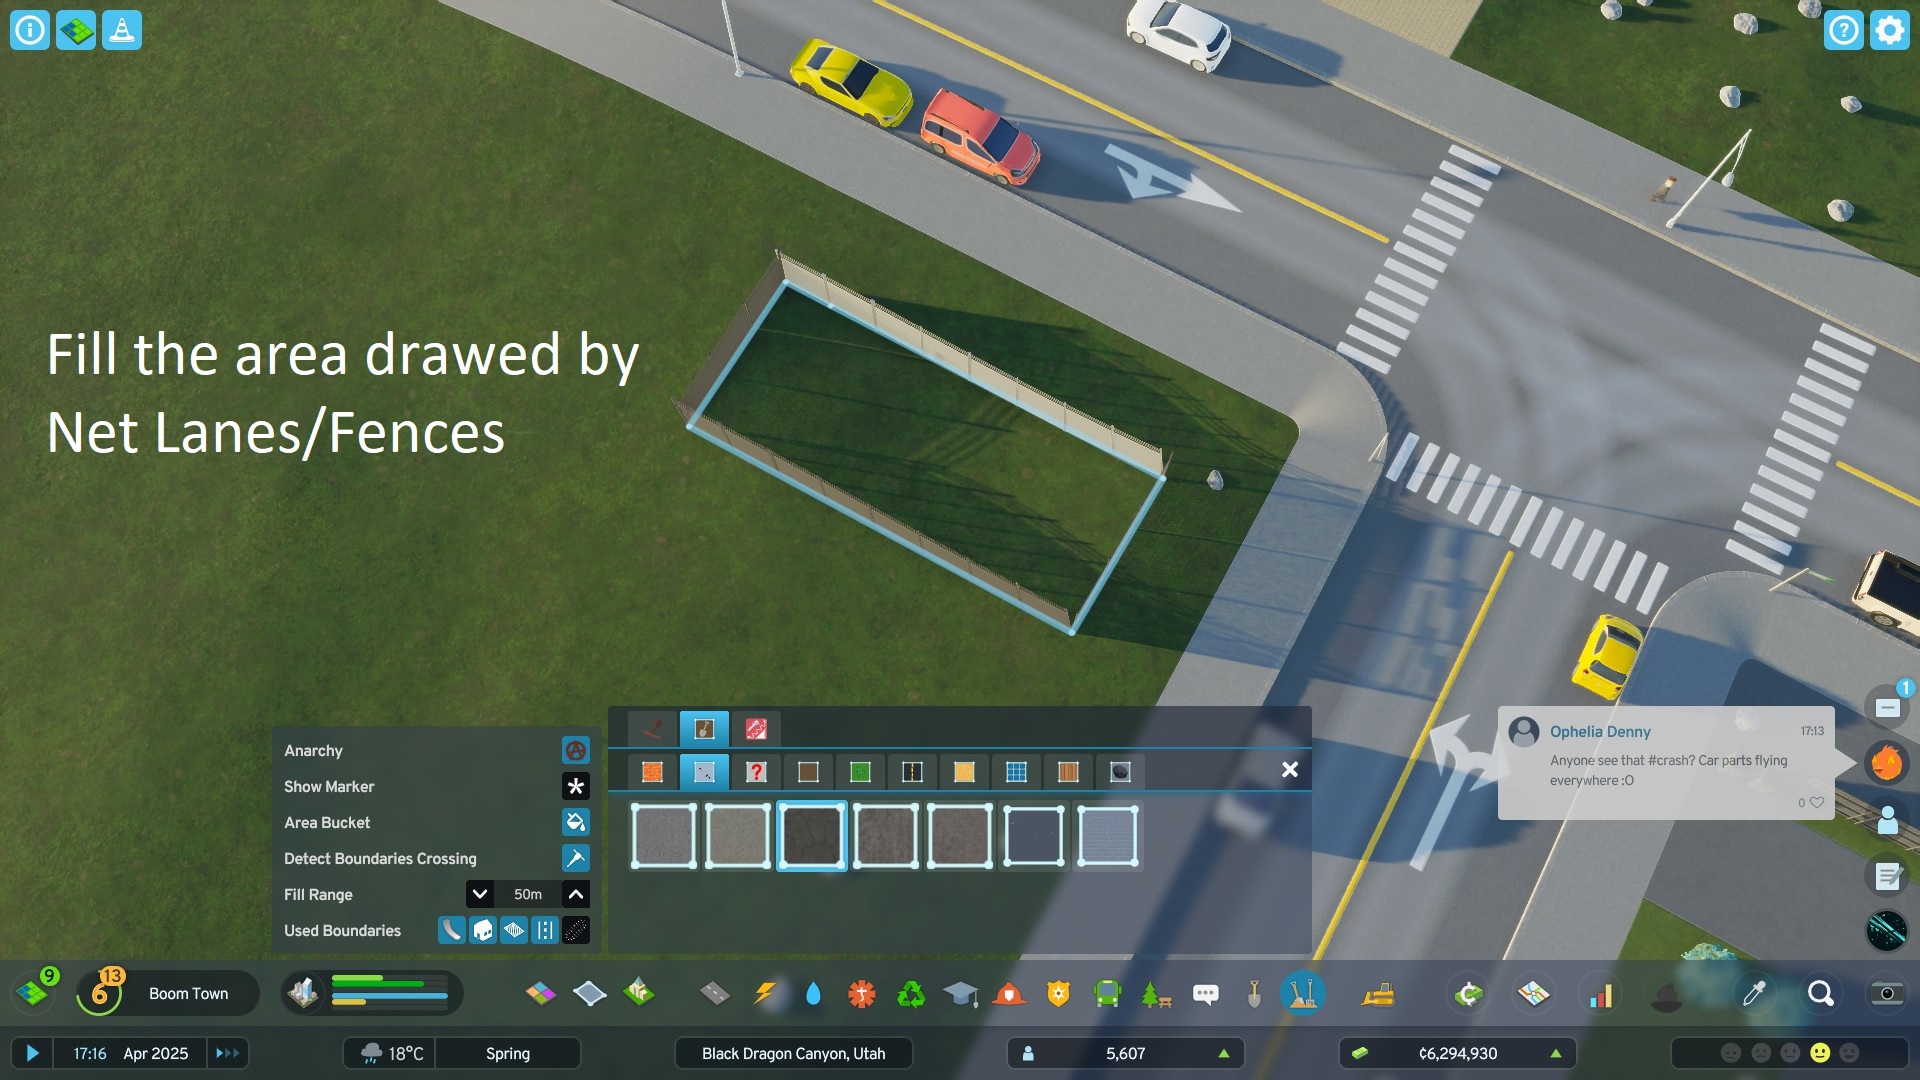 Fill the area drawed by
Net Lanes/Fences
Anarchy
Show Marker
Area Bucket
Detect Boundaries Crossing
Fill Range
50m
Used Boundaries
1
Ophelia Denny
17:13
Anyone see that #crash? Car parts flying
everywhere :O
0
9
13
6
Boom Town
17:16
Apr 2025
18°C
Spring
Black Dragon Canyon, Utah
5,607
¢6,294,930